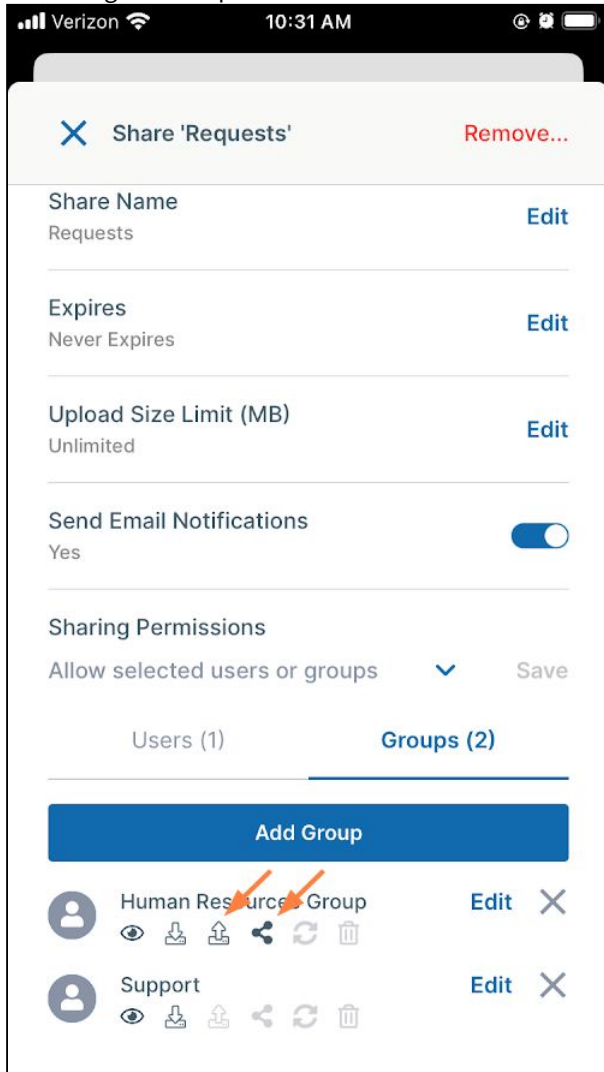 Verizon 10:31 AM
Share 'Requests' Remove...
Share Name
Edit
Requests
Expires
Edit
Never Expires
Upload Size Limit (MB)
Edit
Unlimited
Send Email Notifications
Yes
Sharing Permissions
Allow selected users or groups Save
Users (1) Groups (2)
Add Group
Human Resources Group Edit
Support Edit